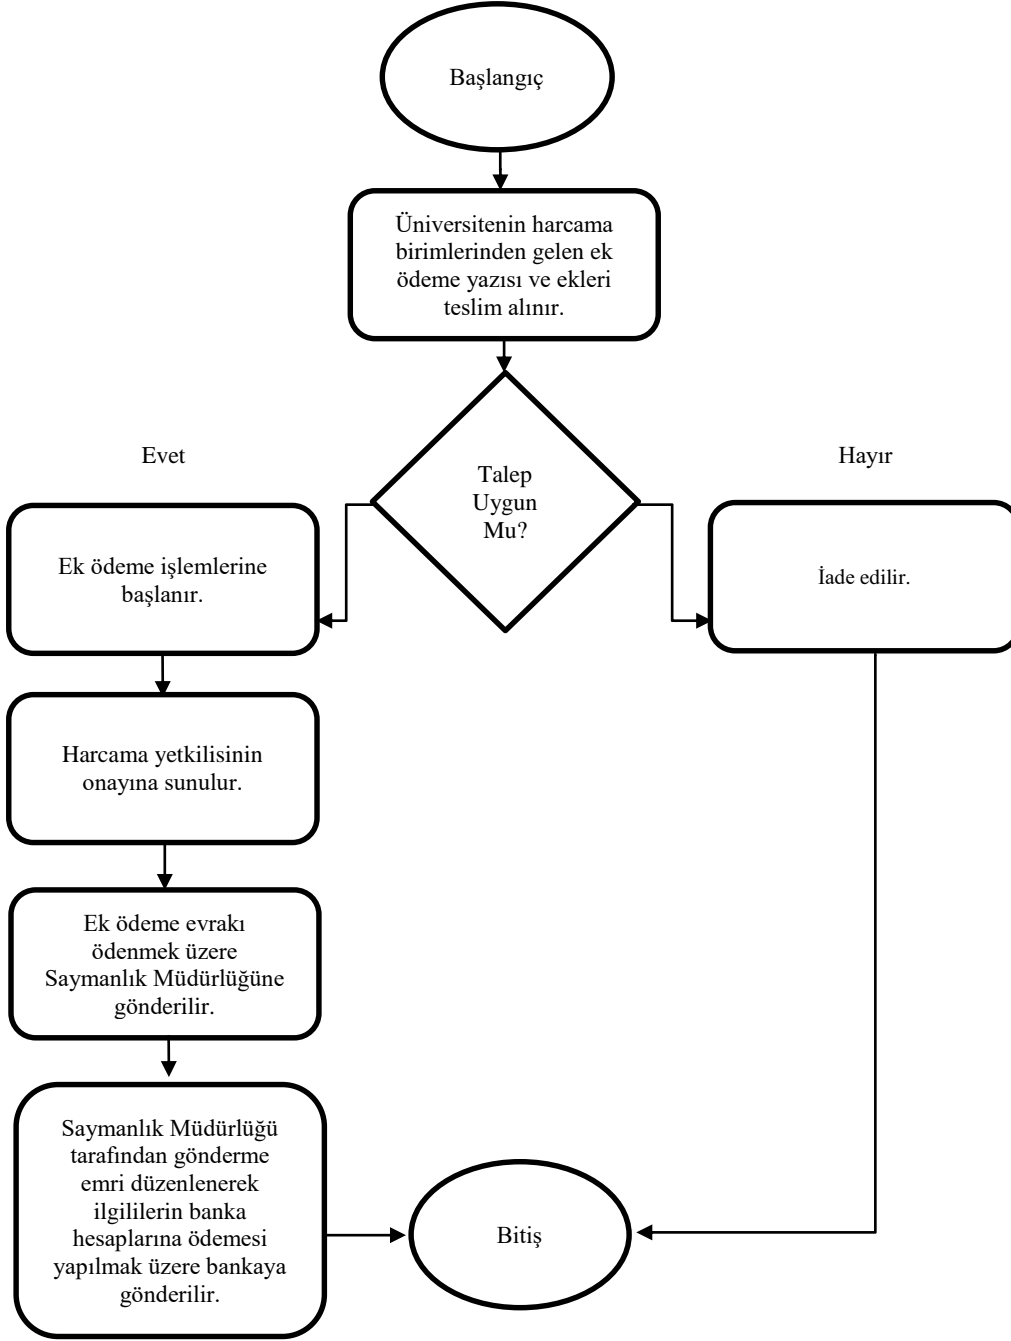 Başlangıç
Üniversitenin harcama
birimlerinden gelen ek
ödeme yazısı ve ekleri
teslim alınır.
Evet
Hayır
Talep
Uygun
Mu?
Ek ödeme işlemlerine
başlanır.
İade edilir.
Harcama yetkilisinin
onayına sunulur.
Ek ödeme evrakı
ödenmek üzere
Saymanlık Müdürlüğüne
gönderilir.
Saymanlık Müdürlüğü
tarafından gönderme
emri düzenlenerek
ilgililerin banka
hesaplarına ödemesi
yapılmak üzere bankaya
gönderilir.
Bitiş